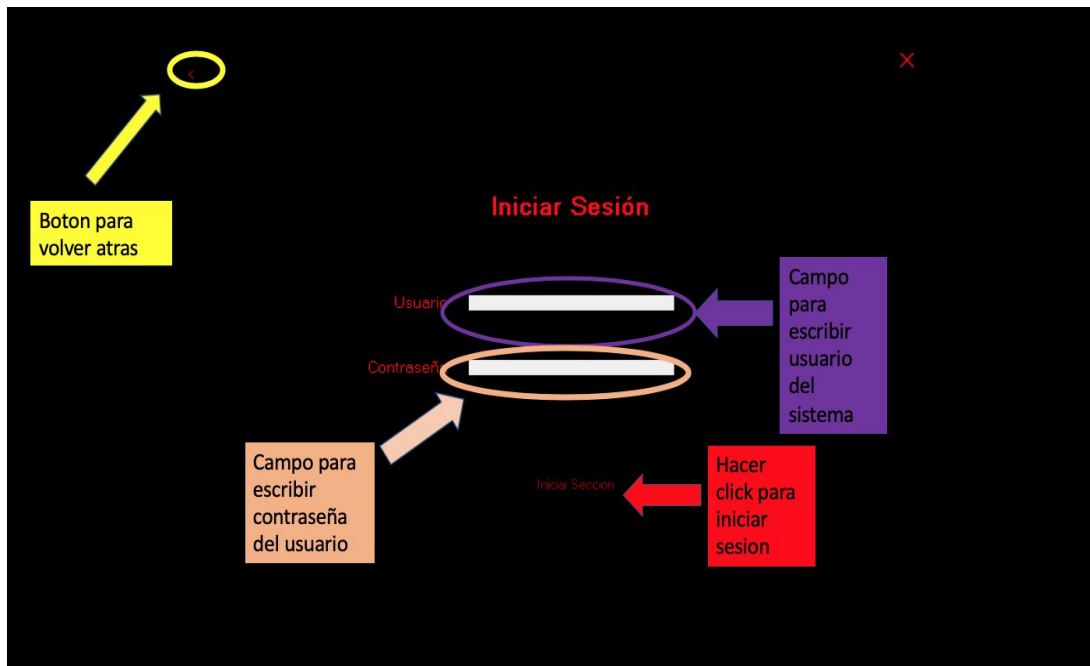 <
X
Boton para
volver atras
Iniciar Sesión
Usuario
Campo
para
escribir
usuario
del
sistema
Contraseñ
Campo para
escribir
contraseña
del usuario
Iniciar Seccion
Hacer
click para
iniciar
sesion